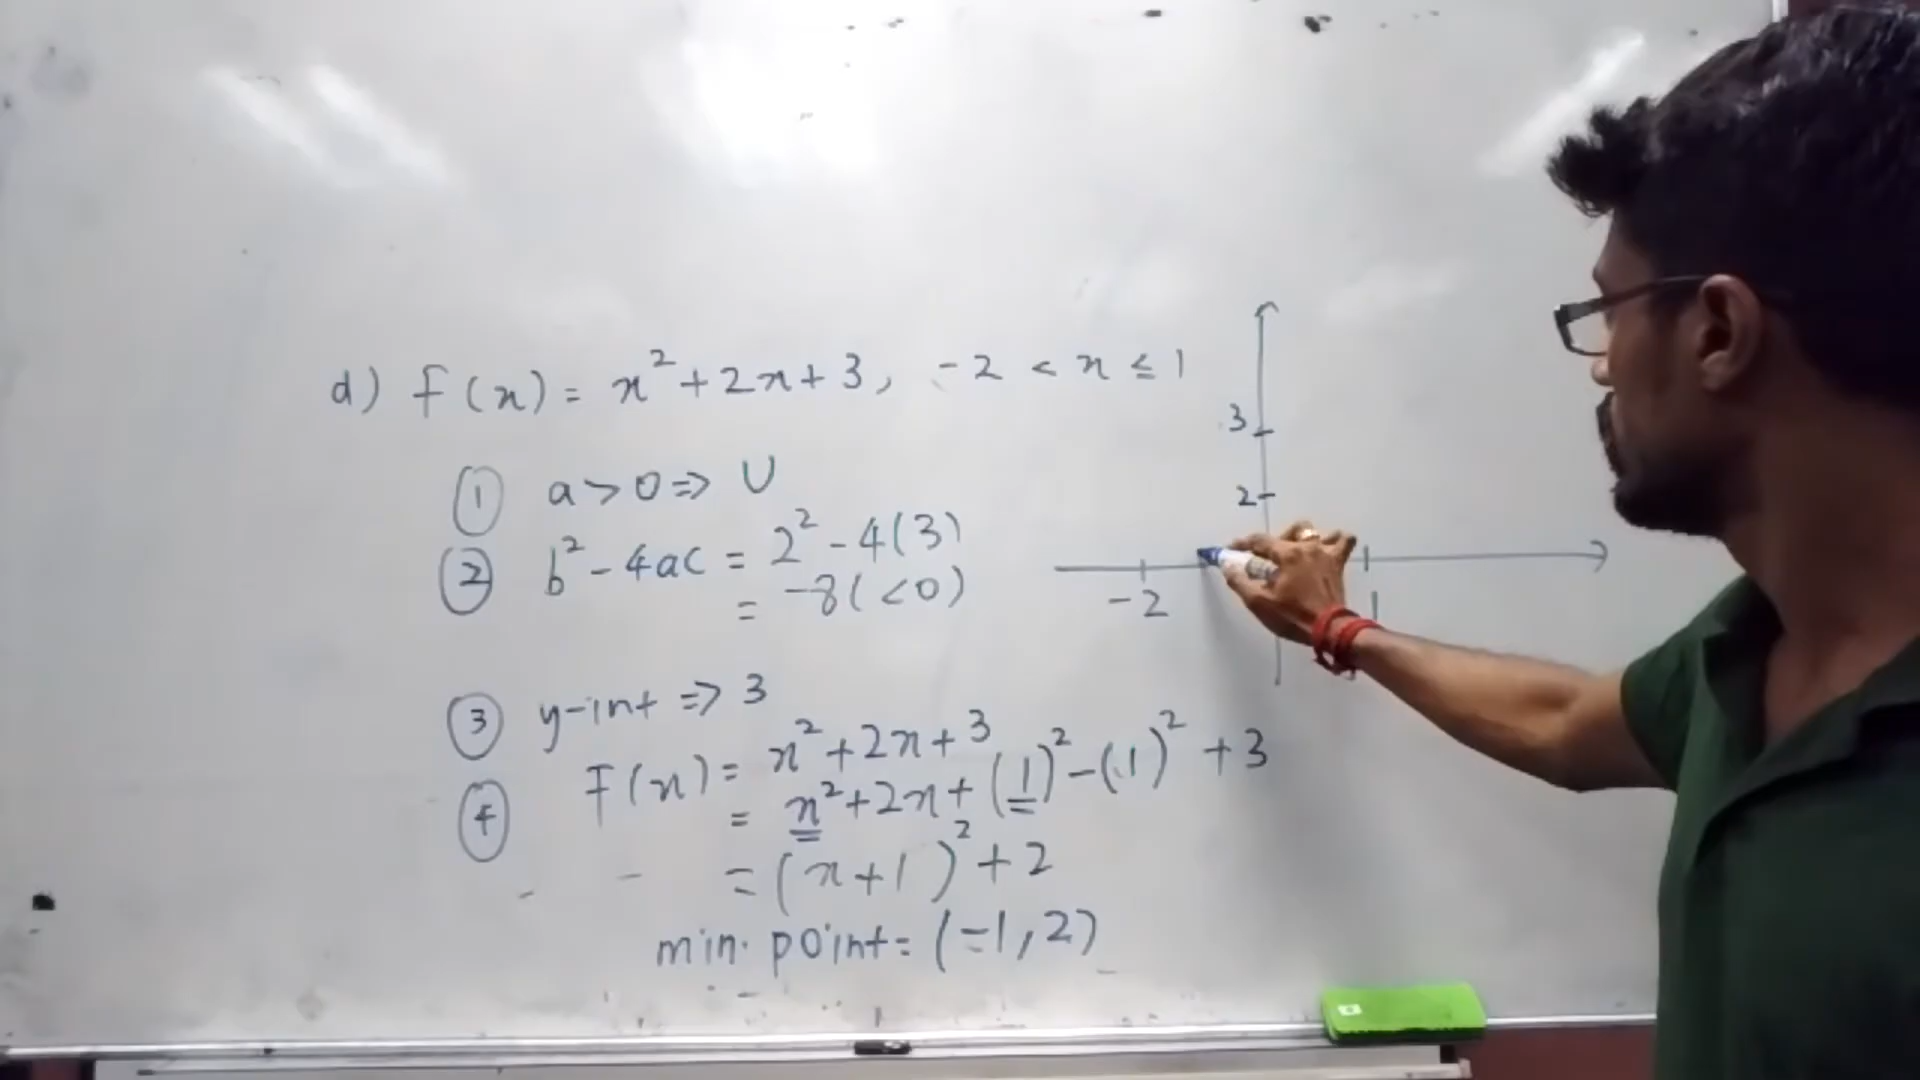 d) f(x) = x² + 2x + 3, -2 < x ≤ 1
① a > 0 ⇒ U
② b² - 4ac = 2² - 4(3)
= -8 (<0)
③ y-int ⇒ 3
④ f(x) = x² + 2x + 3
= x² + 2x + (1)² - (1)² + 3
= (x+1)² + 2
min. point = (-1, 2)
3
2
-2
1